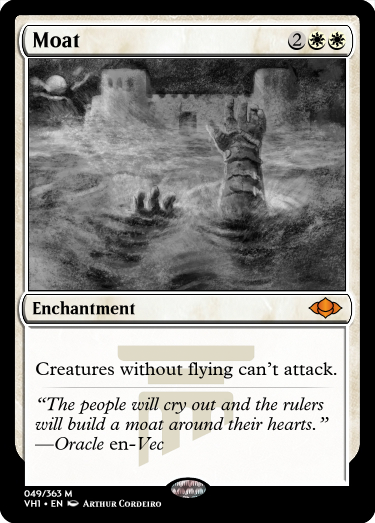 Moat 2
Enchantment
Creatures without flying can't attack.
“The people will cry out and the rulers
will build a moat around their hearts.”
—Oracle en-Vec
049/363 M
VH1 • EN Arthur Cordeiro